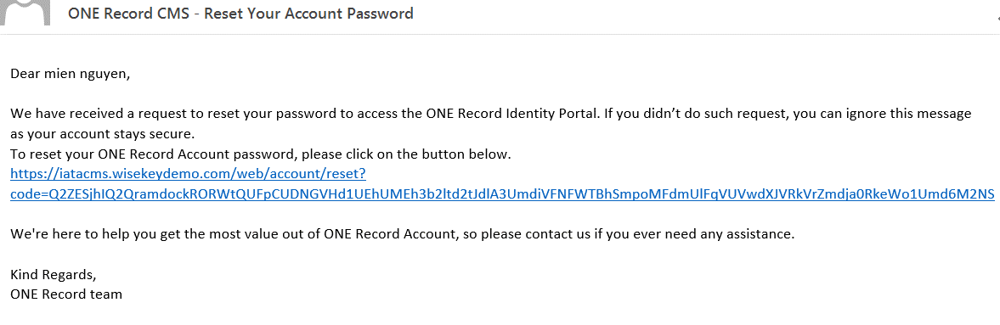 ONE Record CMS - Reset Your Account Password
Dear mien nguyen,
We have received a request to reset your password to access the ONE Record Identity Portal. If you didn't do such request, you can ignore this message
as your account stays secure.
To reset your ONE Record Account password, please click on the button below.
https://iatacms.wisekeydemo.com/web/account/reset?
code=Q2ZESjhIQ2QramdockRORWtQUFpCUDNGVHd1UEhUMEh3b2ltd2tJdlA3UmdiVFNFWTBhSmpoMFdmUlFqVUVwdXJVRkVrZmdja0RkeWo1Umd6M2NS
We're here to help you get the most value out of ONE Record Account, so please contact us if you ever need any assistance.
Kind Regards,
ONE Record team